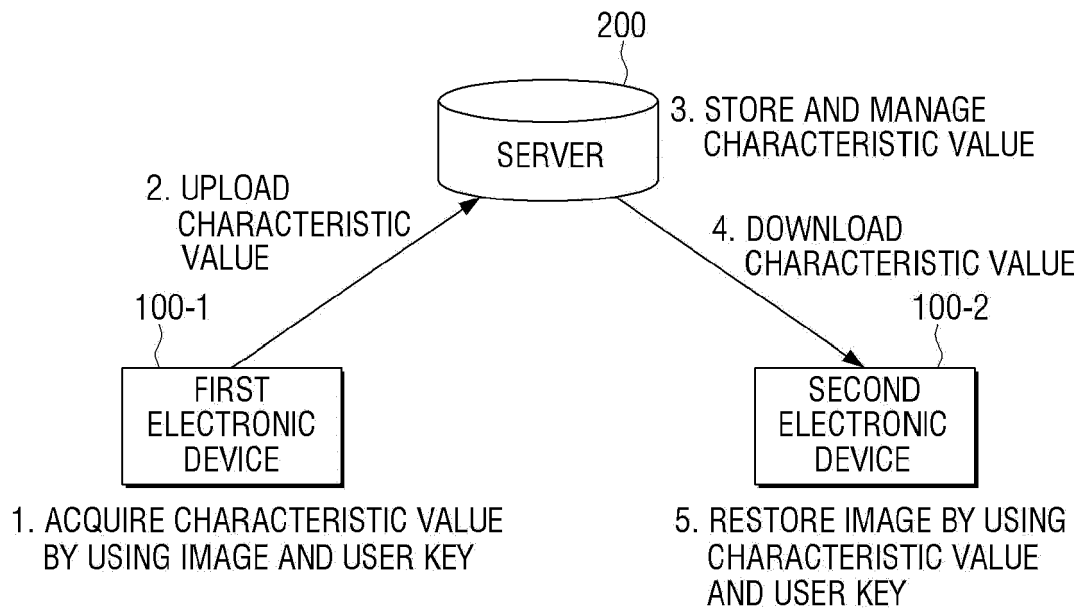 200
SERVER
3. STORE AND MANAGE
CHARACTERISTIC VALUE
2. UPLOAD
CHARACTERISTIC
VALUE
4. DOWNLOAD
CHARACTERISTIC VALUE
100-1
FIRST
ELECTRONIC
DEVICE
100-2
SECOND
ELECTRONIC
DEVICE
1. ACQUIRE CHARACTERISTIC VALUE
BY USING IMAGE AND USER KEY
5. RESTORE IMAGE BY USING
CHARACTERISTIC VALUE
AND USER KEY